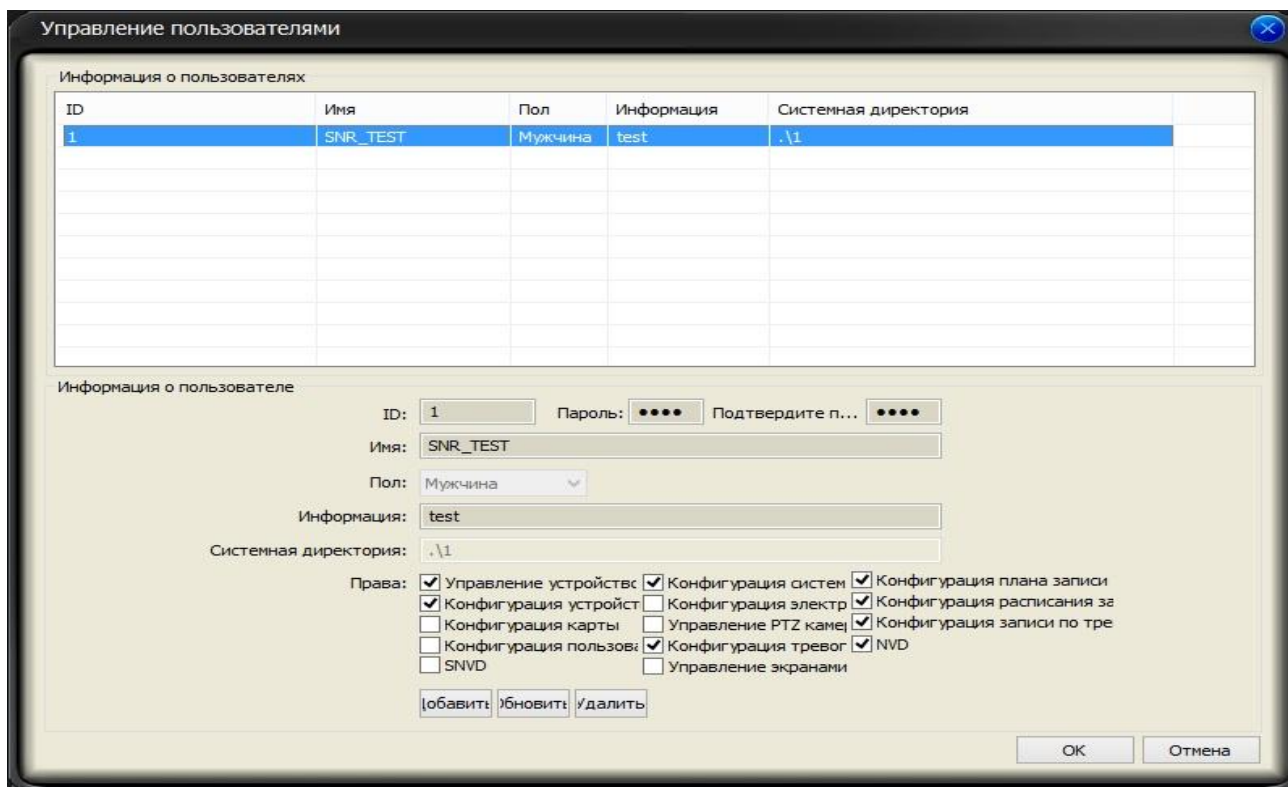 Управление пользователями
Информация о пользователях
ID Имя Пол Информация Системная директория
1 SNR_TEST Мужчина test .\1
Информация о пользователе
ID: 1 Пароль: •••• Подтвердите п... ••••
Имя: SNR_TEST
Пол: Мужчина
Информация: test
Системная директория: .\1
Права: Управление устройство Конфигурация систем Конфигурация плана записи
Конфигурация устройст Конфигурация электр Конфигурация расписания за
Конфигурация карты Управление PTZ камер Конфигурация записи по тре
Конфигурация пользова Конфигурация тревог NVD
SNVD Управление экранами
Добавить Обновить Удалить
OK Отмена